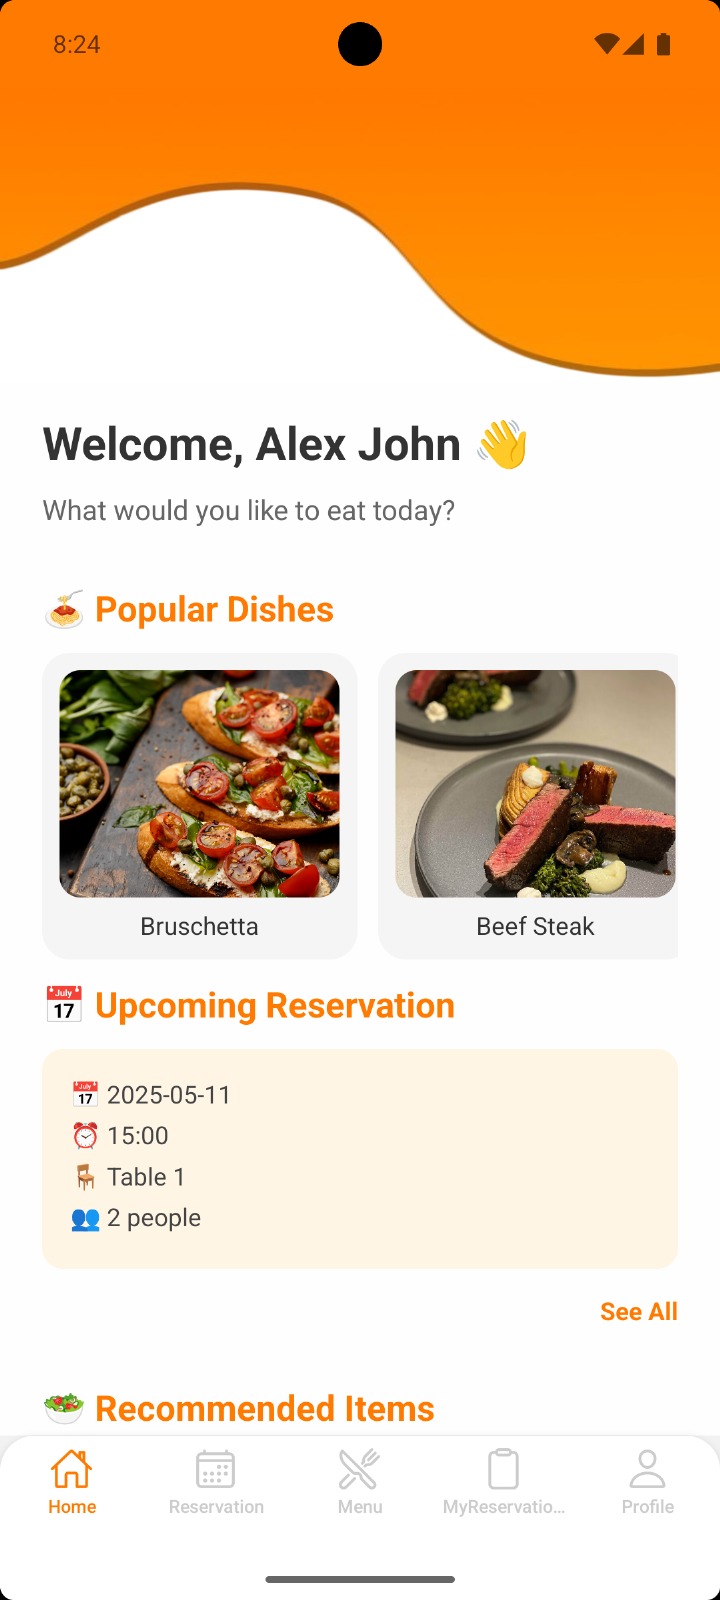 8:24
Welcome, Alex John 👋
What would you like to eat today?
🍝 Popular Dishes
Bruschetta
Beef Steak
📅 Upcoming Reservation
📅 2025-05-11
⏰ 15:00
🪑 Table 1
👥 2 people
See All
🥗 Recommended Items
Home
Reservation
Menu
MyReservatio...
Profile